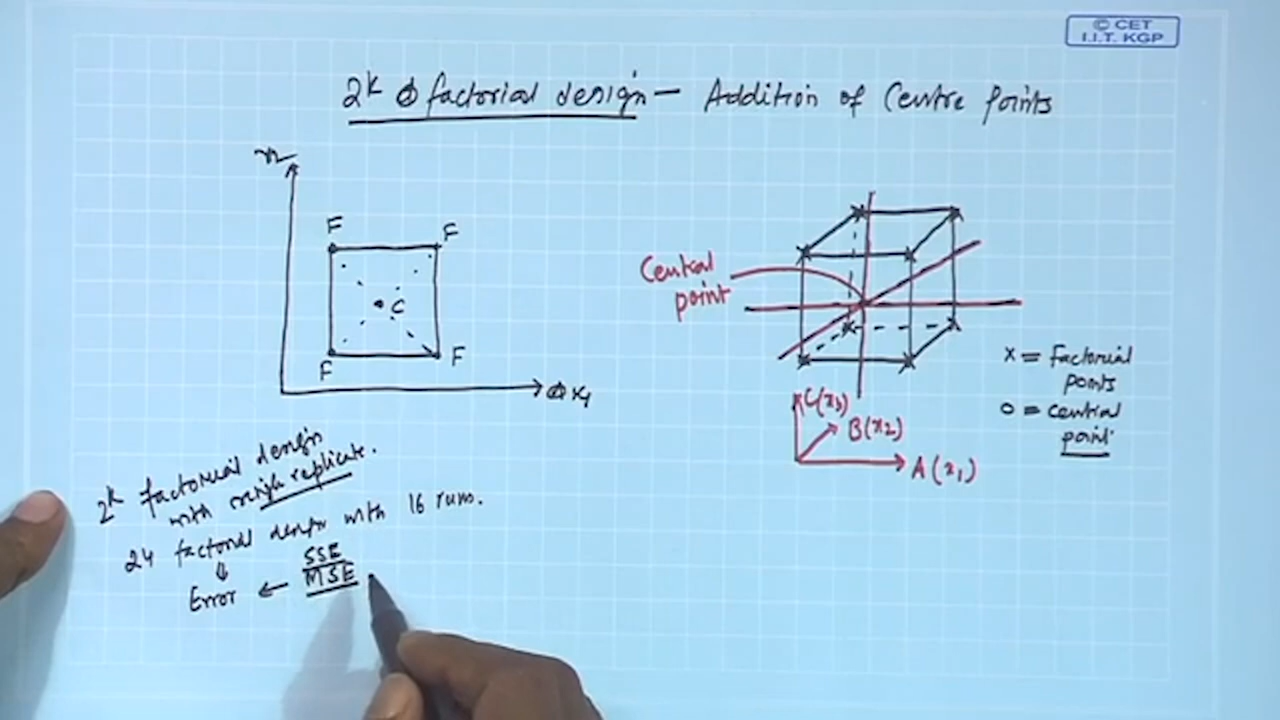 © CET
I.I.T. KGP
2^k factorial design — Addition of Centre Points
x2
F
F
C
F
F
x1
Central
point
x = Factorial
points
o = central
point
C(x3)
B(x2)
A(x1)
2^k factorial design
with single replicate.
24 factorial design with 16 runs.
SSE
MSE
Error ←